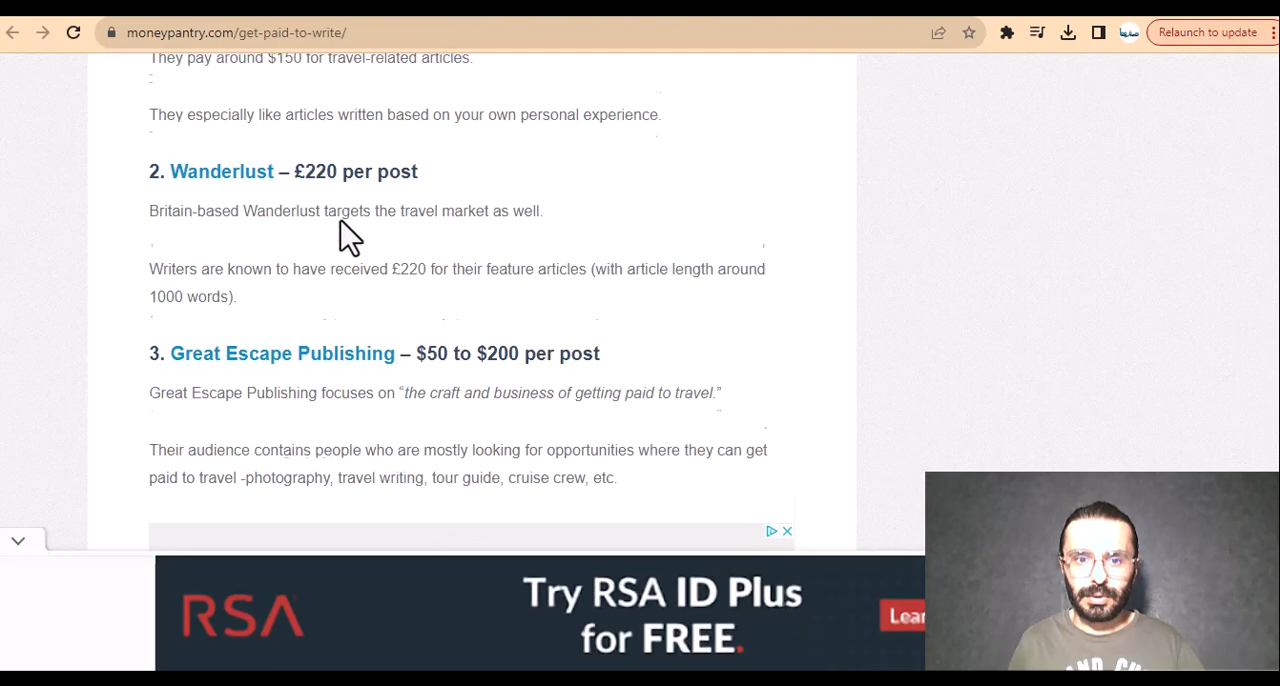 moneypantry.com/get-paid-to-write/
Relaunch to update
They pay around $150 for travel-related articles.
They especially like articles written based on your own personal experience.
2. Wanderlust – £220 per post
Britain-based Wanderlust targets the travel market as well.
Writers are known to have received £220 for their feature articles (with article length around
1000 words).
3. Great Escape Publishing – $50 to $200 per post
Great Escape Publishing focuses on “the craft and business of getting paid to travel.”
Their audience contains people who are mostly looking for opportunities where they can get
paid to travel -photography, travel writing, tour guide, cruise crew, etc.
RSA
Try RSA ID Plus
for FREE.
Lear